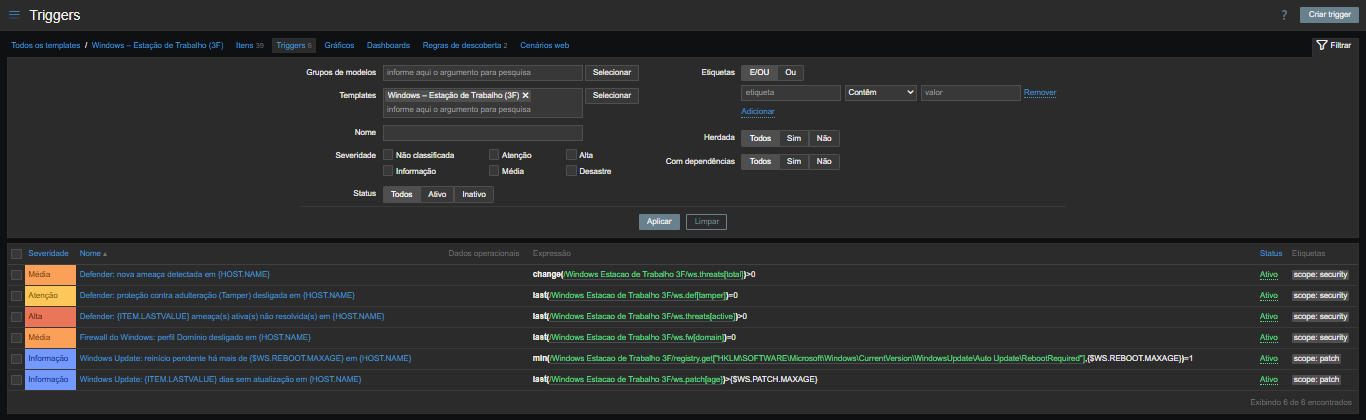 Triggers
? Criar trigger
Todos os templates / Windows – Estação de Trabalho (3F) Itens 39 Triggers 6 Gráficos Dashboards Regras de descoberta 2 Cenários web Filtrar
Grupos de modelos informe aqui o argumento para pesquisa Selecionar
Etiquetas E/OU Ou
Templates Windows – Estação de Trabalho (3F) ✕ Selecionar
informe aqui o argumento para pesquisa
etiqueta Contém valor Remover
Adicionar
Nome
Herdada Todos Sim Não
Severidade Não classificada Atenção Alta
Informação Média Desastre
Com dependências Todos Sim Não
Status Todos Ativo Inativo
Aplicar Limpar
Severidade Nome ▲ Dados operacionais Expressão Status Etiquetas
Média Defender: nova ameaça detectada em {HOST.NAME} change(/Windows Estacao de Trabalho 3F/ws.threats[total])>0 Ativo scope: security
Atenção Defender: proteção contra adulteração (Tamper) desligada em {HOST.NAME} last(/Windows Estacao de Trabalho 3F/ws.def[tamper])=0 Ativo scope: security
Alta Defender: {ITEM.LASTVALUE} ameaça(s) ativa(s) não resolvida(s) em {HOST.NAME} last(/Windows Estacao de Trabalho 3F/ws.threats[active])>0 Ativo scope: security
Média Firewall do Windows: perfil Domínio desligado em {HOST.NAME} last(/Windows Estacao de Trabalho 3F/ws.fw[domain])=0 Ativo scope: security
Informação Windows Update: reinício pendente há mais de {$WS.REBOOT.MAXAGE} em {HOST.NAME} min(/Windows Estacao de Trabalho 3F/registry.get["HKLM\SOFTWARE\Microsoft\Windows\CurrentVersion\WindowsUpdate\Auto Update\RebootRequired"],{$WS.REBOOT.MAXAGE})=1 Ativo scope: patch
Informação Windows Update: {ITEM.LASTVALUE} dias sem atualização em {HOST.NAME} last(/Windows Estacao de Trabalho 3F/ws.patch[age])>{$WS.PATCH.MAXAGE} Ativo scope: patch
Exibindo 6 de 6 encontrados